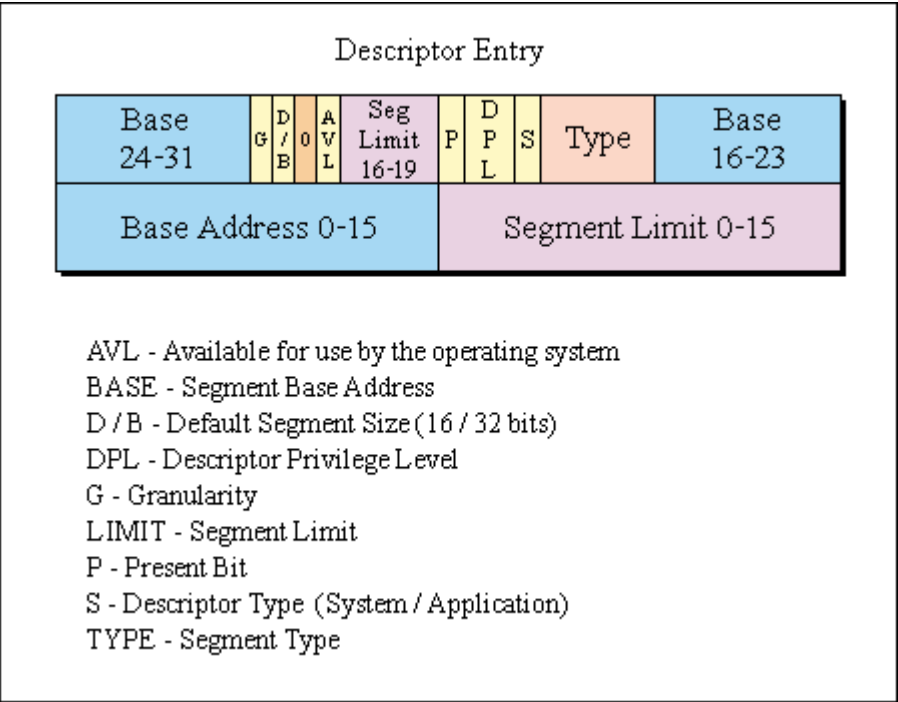 Descriptor Entry
Base
24-31
G
D
/
B
0
A
V
L
Seg
Limit
16-19
P
D
P
L
S
Type
Base
16-23
Base Address 0-15
Segment Limit 0-15
AVL - Available for use by the operating system
BASE - Segment Base Address
D / B - Default Segment Size (16 / 32 bits)
DPL - Descriptor Privilege Level
G - Granularity
LIMIT - Segment Limit
P - Present Bit
S - Descriptor Type (System / Application)
TYPE - Segment Type